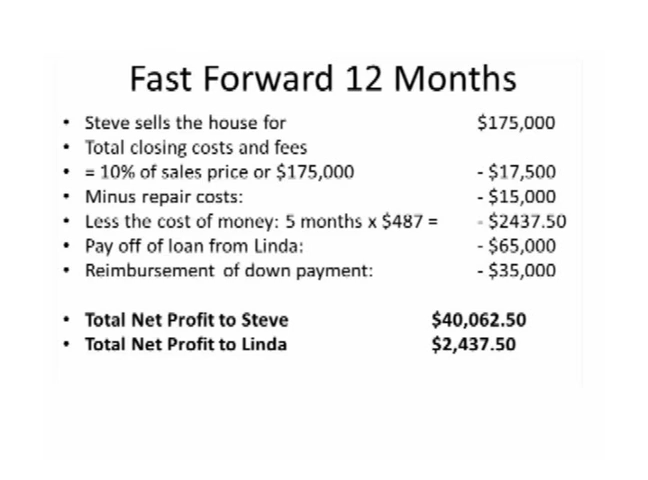 Fast Forward 12 Months
• Steve sells the house for $175,000
• Total closing costs and fees
• = 10% of sales price or $175,000 - $17,500
• Minus repair costs: - $15,000
• Less the cost of money: 5 months x $487 = - $2437.50
• Pay off of loan from Linda: - $65,000
• Reimbursement of down payment: - $35,000
• Total Net Profit to Steve $40,062.50
• Total Net Profit to Linda $2,437.50